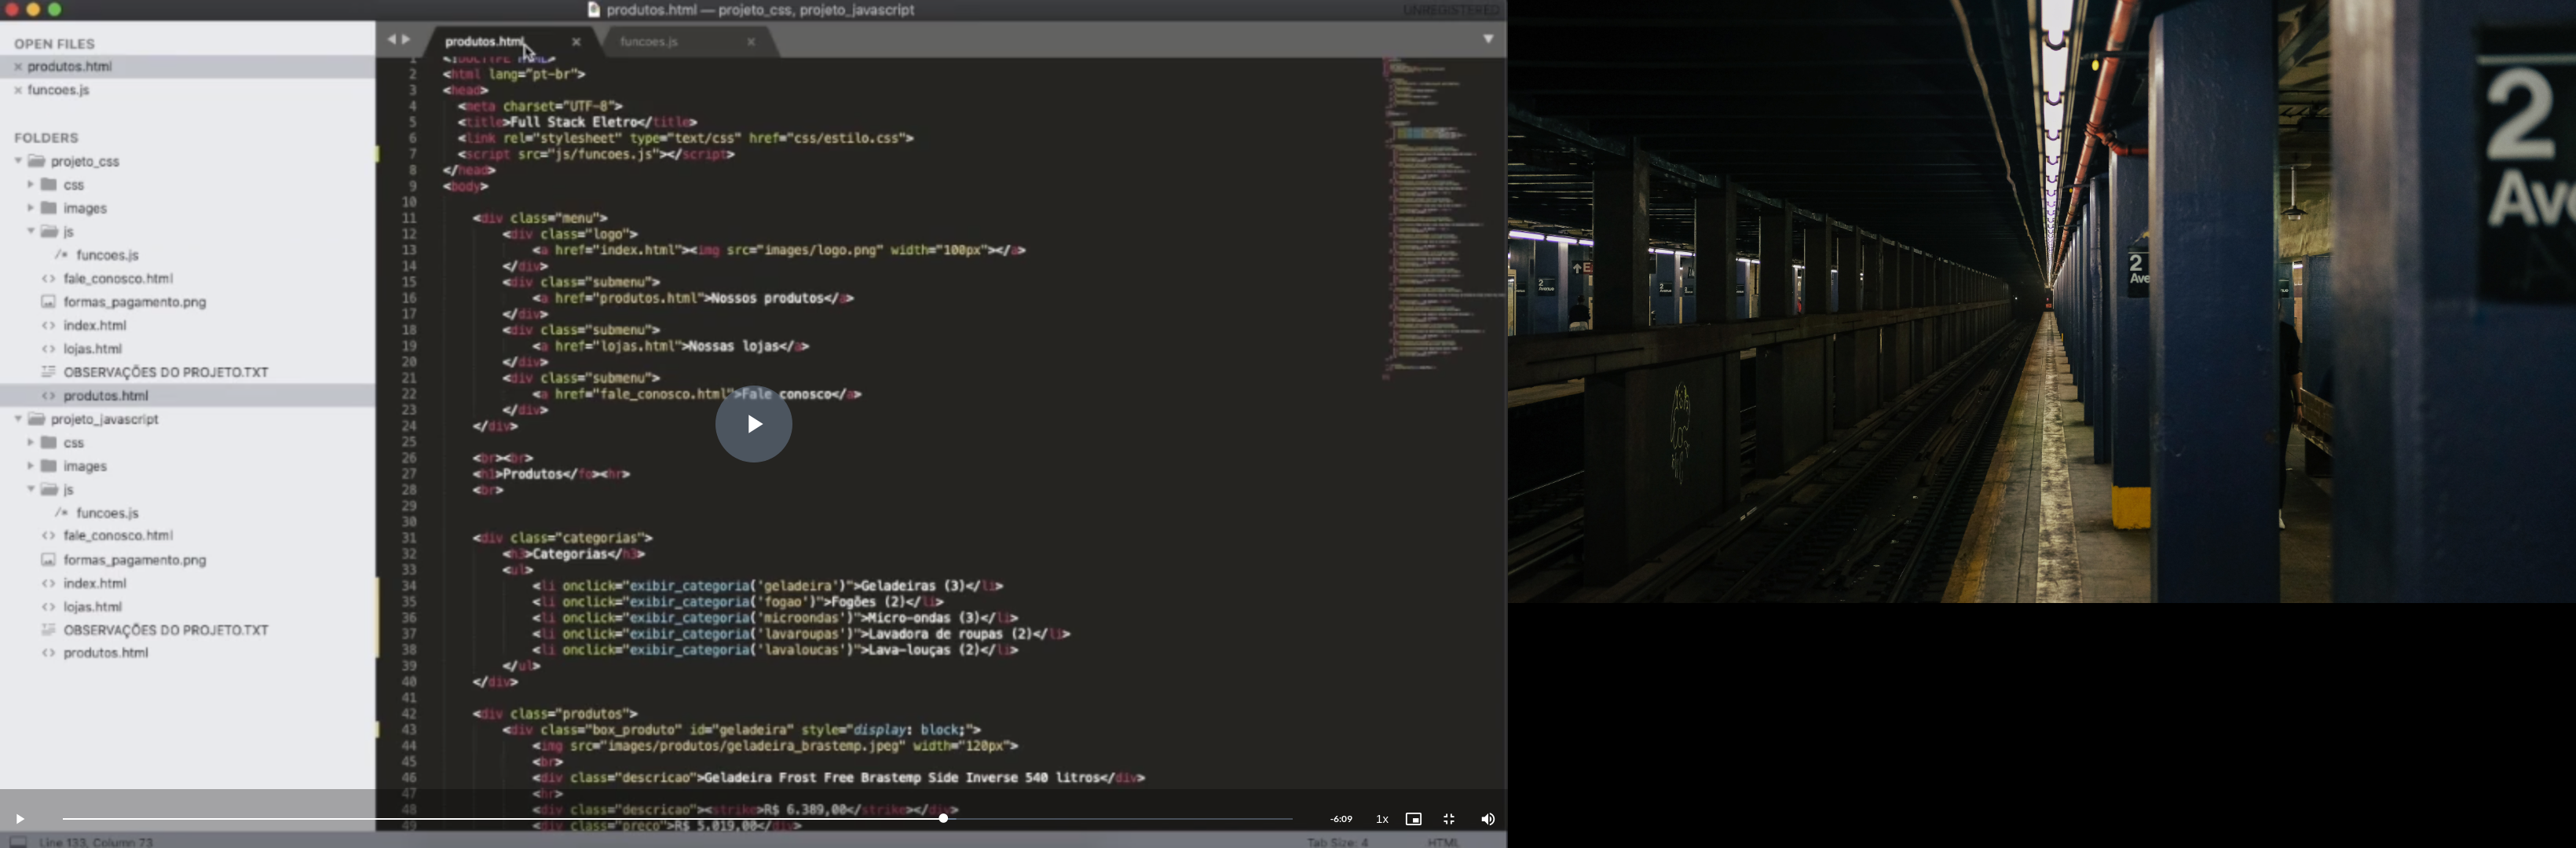 produtos.html — projeto_css, projeto_javascript
UNREGISTERED
OPEN FILES
produtos.html
funcoes.js
FOLDERS
projeto_css
css
images
js
funcoes.js
fale_conosco.html
formas_pagamento.png
index.html
lojas.html
OBSERVAÇÕES DO PROJETO.TXT
produtos.html
projeto_javascript
css
images
js
funcoes.js
fale_conosco.html
formas_pagamento.png
index.html
lojas.html
OBSERVAÇÕES DO PROJETO.TXT
produtos.html
produtos.html funcoes.js
1 <!DOCTYPE HTML>
2 <html lang="pt-br">
3 <head>
4 <meta charset="UTF-8">
5 <title>Full Stack Eletro</title>
6 <link rel="stylesheet" type="text/css" href="css/estilo.css">
7 <script src="js/funcoes.js"></script>
8 </head>
9 <body>
10
11 <div class="menu">
12 <div class="logo">
13 <a href="index.html"><img src="images/logo.png" width="100px"></a>
14 </div>
15 <div class="submenu">
16 <a href="produtos.html">Nossos produtos</a>
17 </div>
18 <div class="submenu">
19 <a href="lojas.html">Nossas lojas</a>
20 </div>
21 <div class="submenu">
22 <a href="fale_conosco.html">Fale conosco</a>
23 </div>
24 </div>
25
26 <br><br>
27 <h1>Produtos</fo><hr>
28 <br>
29
30
31 <div class="categorias">
32 <h3>Categorias</h3>
33 <ul>
34 <li onclick="exibir_categoria('geladeira')">Geladeiras (3)</li>
35 <li onclick="exibir_categoria('fogao')">Fogões (2)</li>
36 <li onclick="exibir_categoria('microondas')">Micro-ondas (3)</li>
37 <li onclick="exibir_categoria('lavaroupas')">Lavadora de roupas (2)</li>
38 <li onclick="exibir_categoria('lavaloucas')">Lava-louças (2)</li>
39 </ul>
40 </div>
41
42 <div class="produtos">
43 <div class="box_produto" id="geladeira" style="display: block;">
44 <img src="images/produtos/geladeira_brastemp.jpeg" width="120px">
45 <br>
46 <div class="descricao">Geladeira Frost Free Brastemp Side Inverse 540 litros</div>
47 <hr>
48 <div class="descricao"><strike>R$ 6.389,00</strike></div>
49 <div class="preco">R$ 5.019,00</div>
-6:09 1x
Line 133, Column 73
Tab Size: 4 HTML
2
Ave
2
Ave
2
Avenue
2